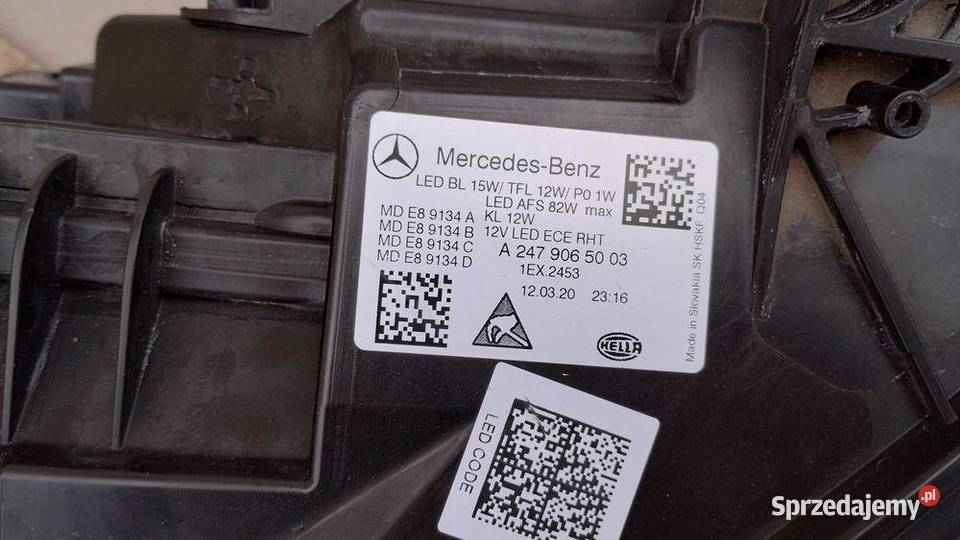 Mercedes-Benz
LED BL 15W/ TFL 12W/ PO 1W
LED AFS 82W max
MD E8 9134 A KL 12W
MD E8 9134 B 12V LED ECE RHT
MD E8 9134 C A 247 906 50 03
MD E8 9134 D 1EX.2453
12.03.20 23:16
HELLA
Made in Slovakia SK HSKF Q04
LED CODE
Sprzedajemy.pl